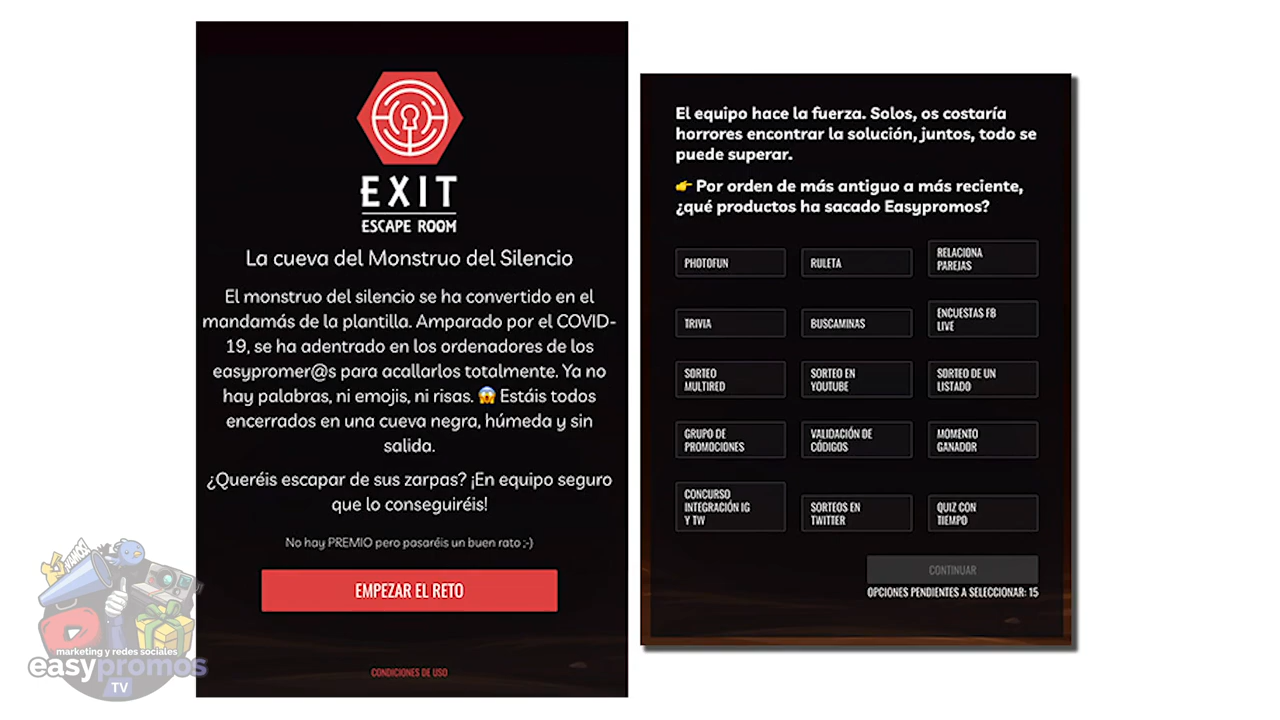 EXIT
ESCAPE ROOM
La cueva del Monstruo del Silencio
El monstruo del silencio se ha convertido en el
mandamás de la plantilla. Amparado por el COVID-
19, se ha adentrado en los ordenadores de los
easypromer@s para acallarlos totalmente. Ya no
hay palabras, ni emojis, ni risas. 😱 Estáis todos
encerrados en una cueva negra, húmeda y sin
salida.
¿Queréis escapar de sus zarpas? ¡En equipo seguro
que lo conseguiréis!
No hay PREMIO pero pasaréis un buen rato ;-)
EMPEZAR EL RETO
CONDICIONES DE USO
El equipo hace la fuerza. Solos, os costaría
horrores encontrar la solución, juntos, todo se
puede superar.
👉 Por orden de más antiguo a más reciente,
¿qué productos ha sacado Easypromos?
PHOTOFUN
RULETA
RELACIONA
PAREJAS
TRIVIA
BUSCAMINAS
ENCUESTAS FB
LIVE
SORTEO
MULTIRED
SORTEO EN
YOUTUBE
SORTEO DE UN
LISTADO
GRUPO DE
PROMOCIONES
VALIDACIÓN DE
CÓDIGOS
MOMENTO
GANADOR
CONCURSO
INTEGRACIÓN IG
Y TW
SORTEOS EN
TWITTER
QUIZ CON
TIEMPO
CONTINUAR
OPCIONES PENDIENTES A SELECCIONAR: 15
VAMOS!
marketing y redes sociales
easypromos
TV